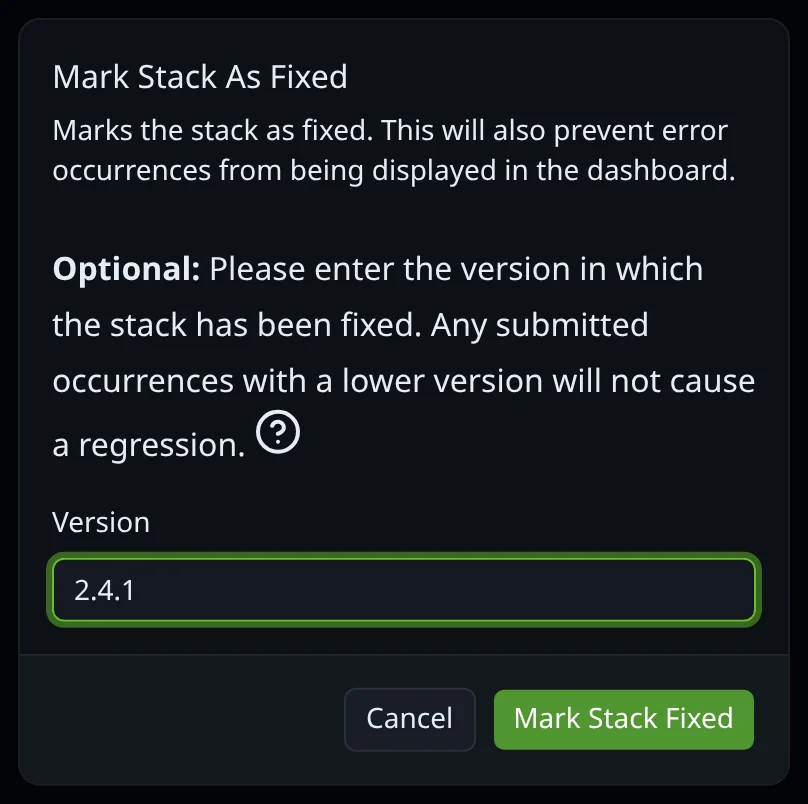 Mark Stack As Fixed
Marks the stack as fixed. This will also prevent error
occurrences from being displayed in the dashboard.
Optional: Please enter the version in which
the stack has been fixed. Any submitted
occurrences with a lower version will not cause
a regression. ?
Version
2.4.1
Cancel
Mark Stack Fixed